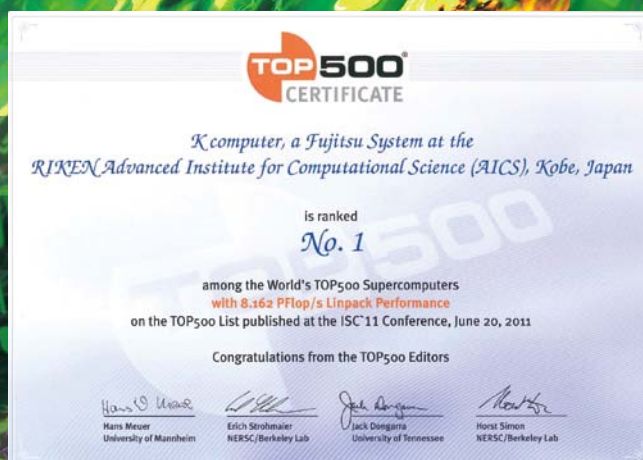 TOP 500®
CERTIFICATE
K computer, a Fujitsu System at the
RIKEN Advanced Institute for Computational Science (AICS), Kobe, Japan
is ranked
No. 1
among the World's TOP500 Supercomputers
with 8.162 PFlop/s Linpack Performance
on the TOP500 List published at the ISC`11 Conference, June 20, 2011
Congratulations from the TOP500 Editors
Hans Meuer
University of Mannheim
Erich Strohmaier
NERSC/Berkeley Lab
Jack Dongarra
University of Tennessee
Horst Simon
NERSC/Berkeley Lab